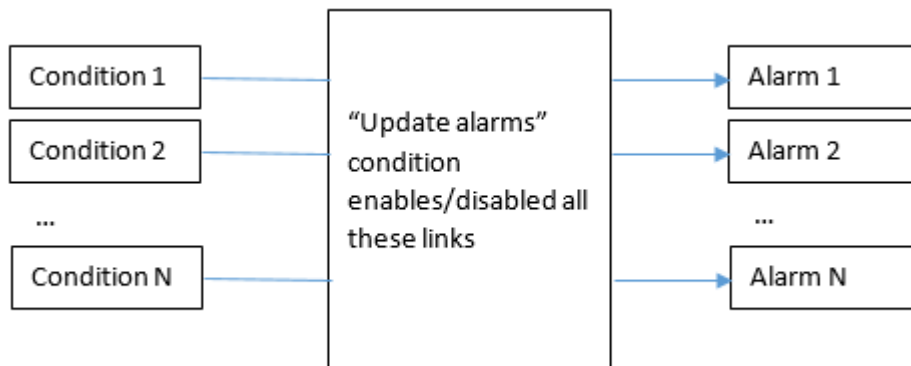 Condition 1
Alarm 1
Condition 2
“Update alarms”
condition
enables/disabled all
these links
Alarm 2
...
...
Condition N
Alarm N